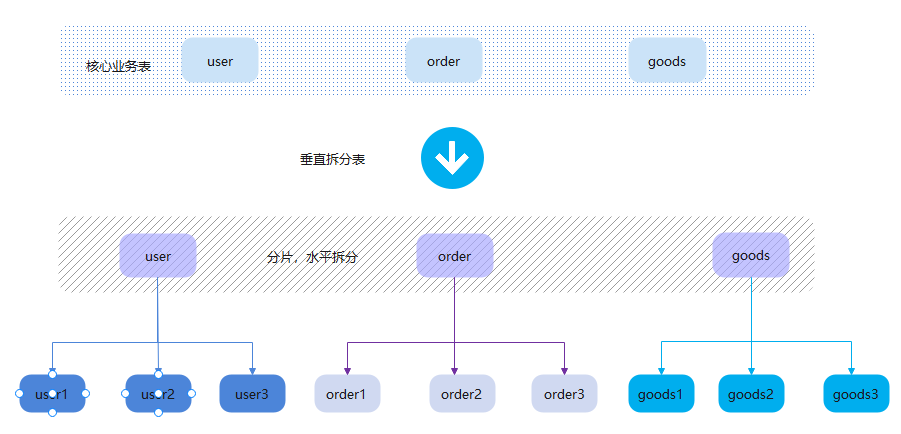 核心业务表
user
order
goods
垂直拆分表
user
分片，水平拆分
order
goods
user1
user2
user3
order1
order2
order3
goods1
goods2
goods3